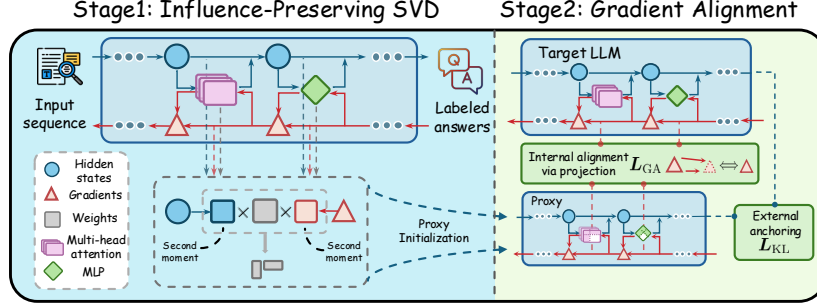 Stage1: Influence-Preserving SVD
Stage2: Gradient Alignment
Input
sequence
Q
A
Labeled
answers
Hidden
states
Gradients
Weights
Multi-head
attention
MLP
Second
moment
Second
moment
Proxy
Initialization
Target LLM
Internal alignment
via projection
L_GA
Proxy
External
anchoring
L_KL